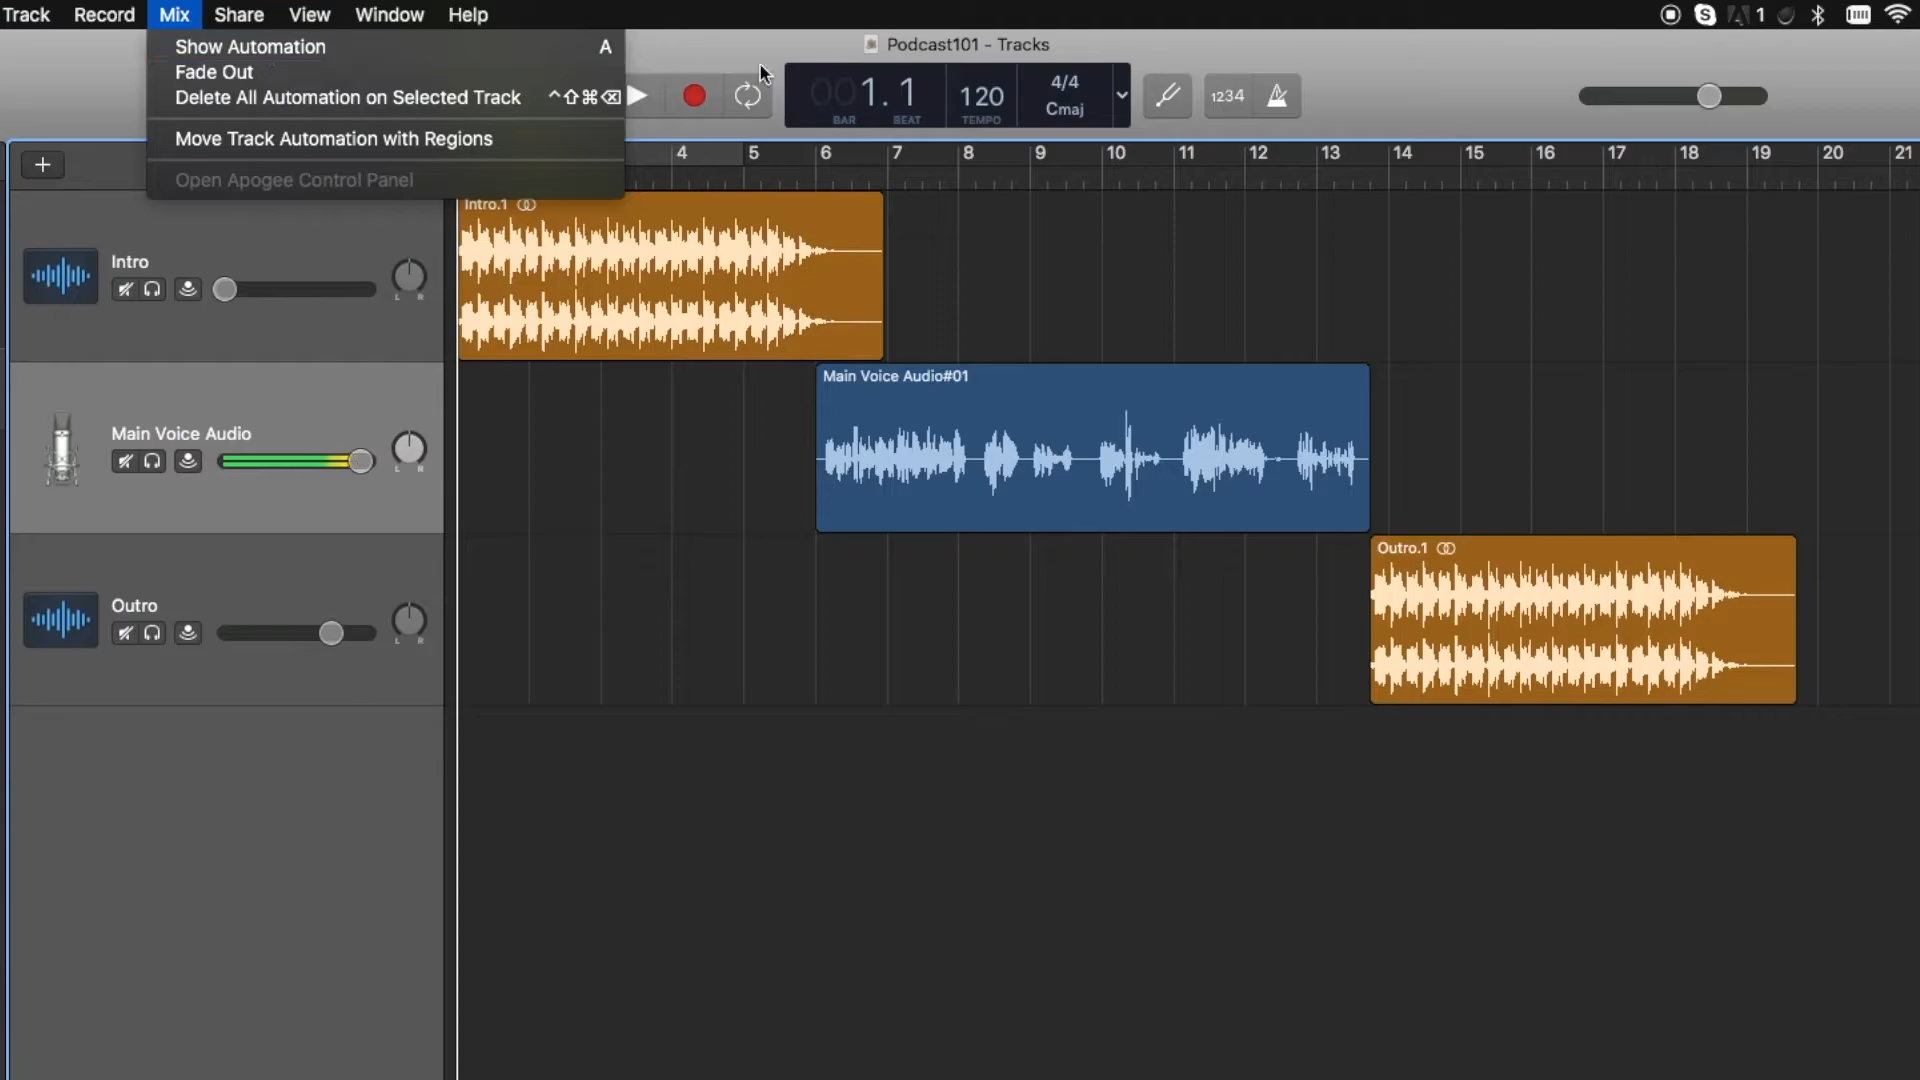 Track Record Mix Share View Window Help
1
Show Automation A
Fade Out
Delete All Automation on Selected Track ^⇧⌘⌫
Move Track Automation with Regions
Open Apogee Control Panel
Podcast101 - Tracks
001. 1
BAR BEAT
120
TEMPO
4/4
Cmaj
1234
4 5 6 7 8 9 10 11 12 13 14 15 16 17 18 19 20 21
Intro.1
Intro
L R
Main Voice Audio#01
Main Voice Audio
L R
Outro.1
Outro
L R